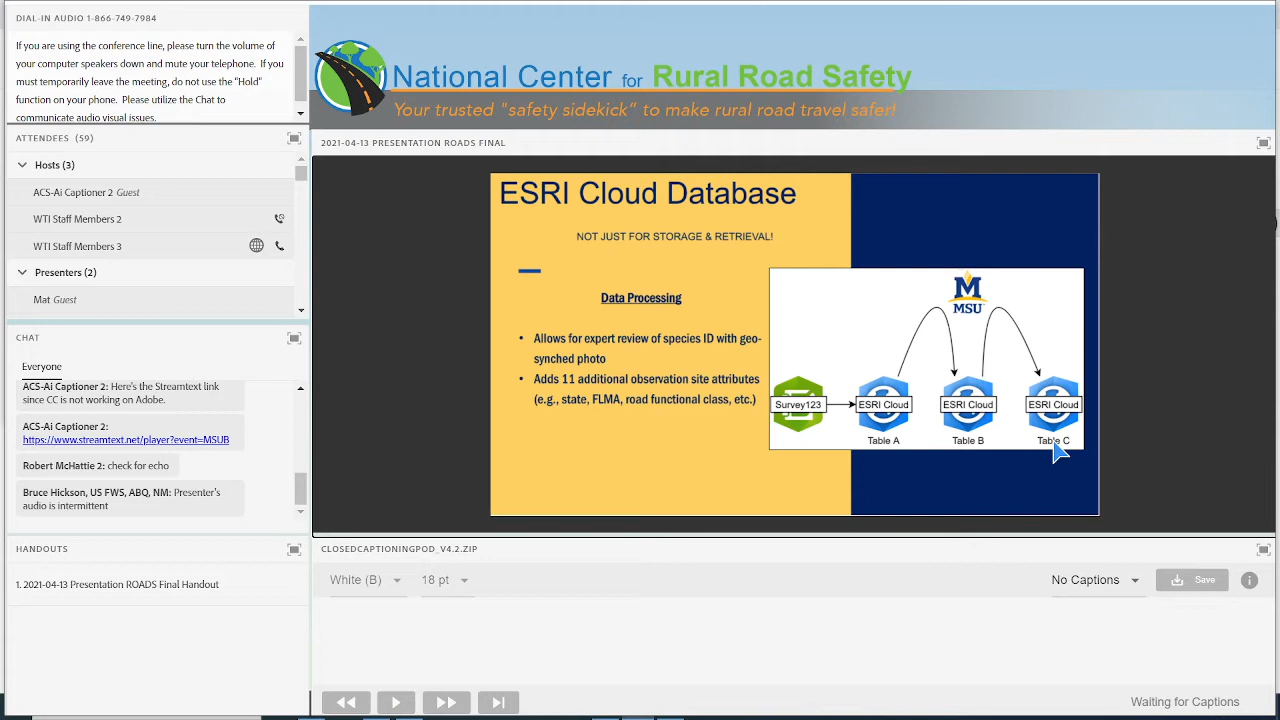 DIAL-IN AUDIO 1-866-749-7984
If you are using the conference line, please turn the volume of
your computer speakers down and mute your telephone. If you
must temporarily leave the meeting, do not use the "Hold"
function on your phone. Please utilize the Chat to
communicate audio visual issues.
ATTENDEES (59)
Hosts (3)
ACS-Ai Captioner 2 Guest
WTI Staff Members 2
WTI Staff Members 3
Presenters (2)
Mat Guest
CHAT
Everyone
ACS-Ai Captioner 2: Here's the Streamtext link
since CC is not working on Adobe.
ACS-Ai Captioner 2:
https://www.streamtext.net/player?event=MSUB
Robert McHattie 2: check for echo
Bruce Hickson, US FWS, ABQ, NM: Presenter's
audio is intermittent
HANDOUTS
1. 2021-04-13 Presentation ROADS Final Handout
National Center for Rural Road Safety
Your trusted "safety sidekick" to make rural road travel safer!
2021-04-13 PRESENTATION ROADS FINAL
ESRI Cloud Database
NOT JUST FOR STORAGE & RETRIEVAL!
Data Processing
• Allows for expert review of species ID with geo-
synched photo
• Adds 11 additional observation site attributes
(e.g., state, FLMA, road functional class, etc.)
M
MSU
Survey123
ESRI Cloud
ESRI Cloud
ESRI Cloud
Table A
Table B
Table C
CLOSEDCAPTIONINGPOD_V4.2.ZIP
White (B)
18 pt
No Captions
Save
Waiting for Captions